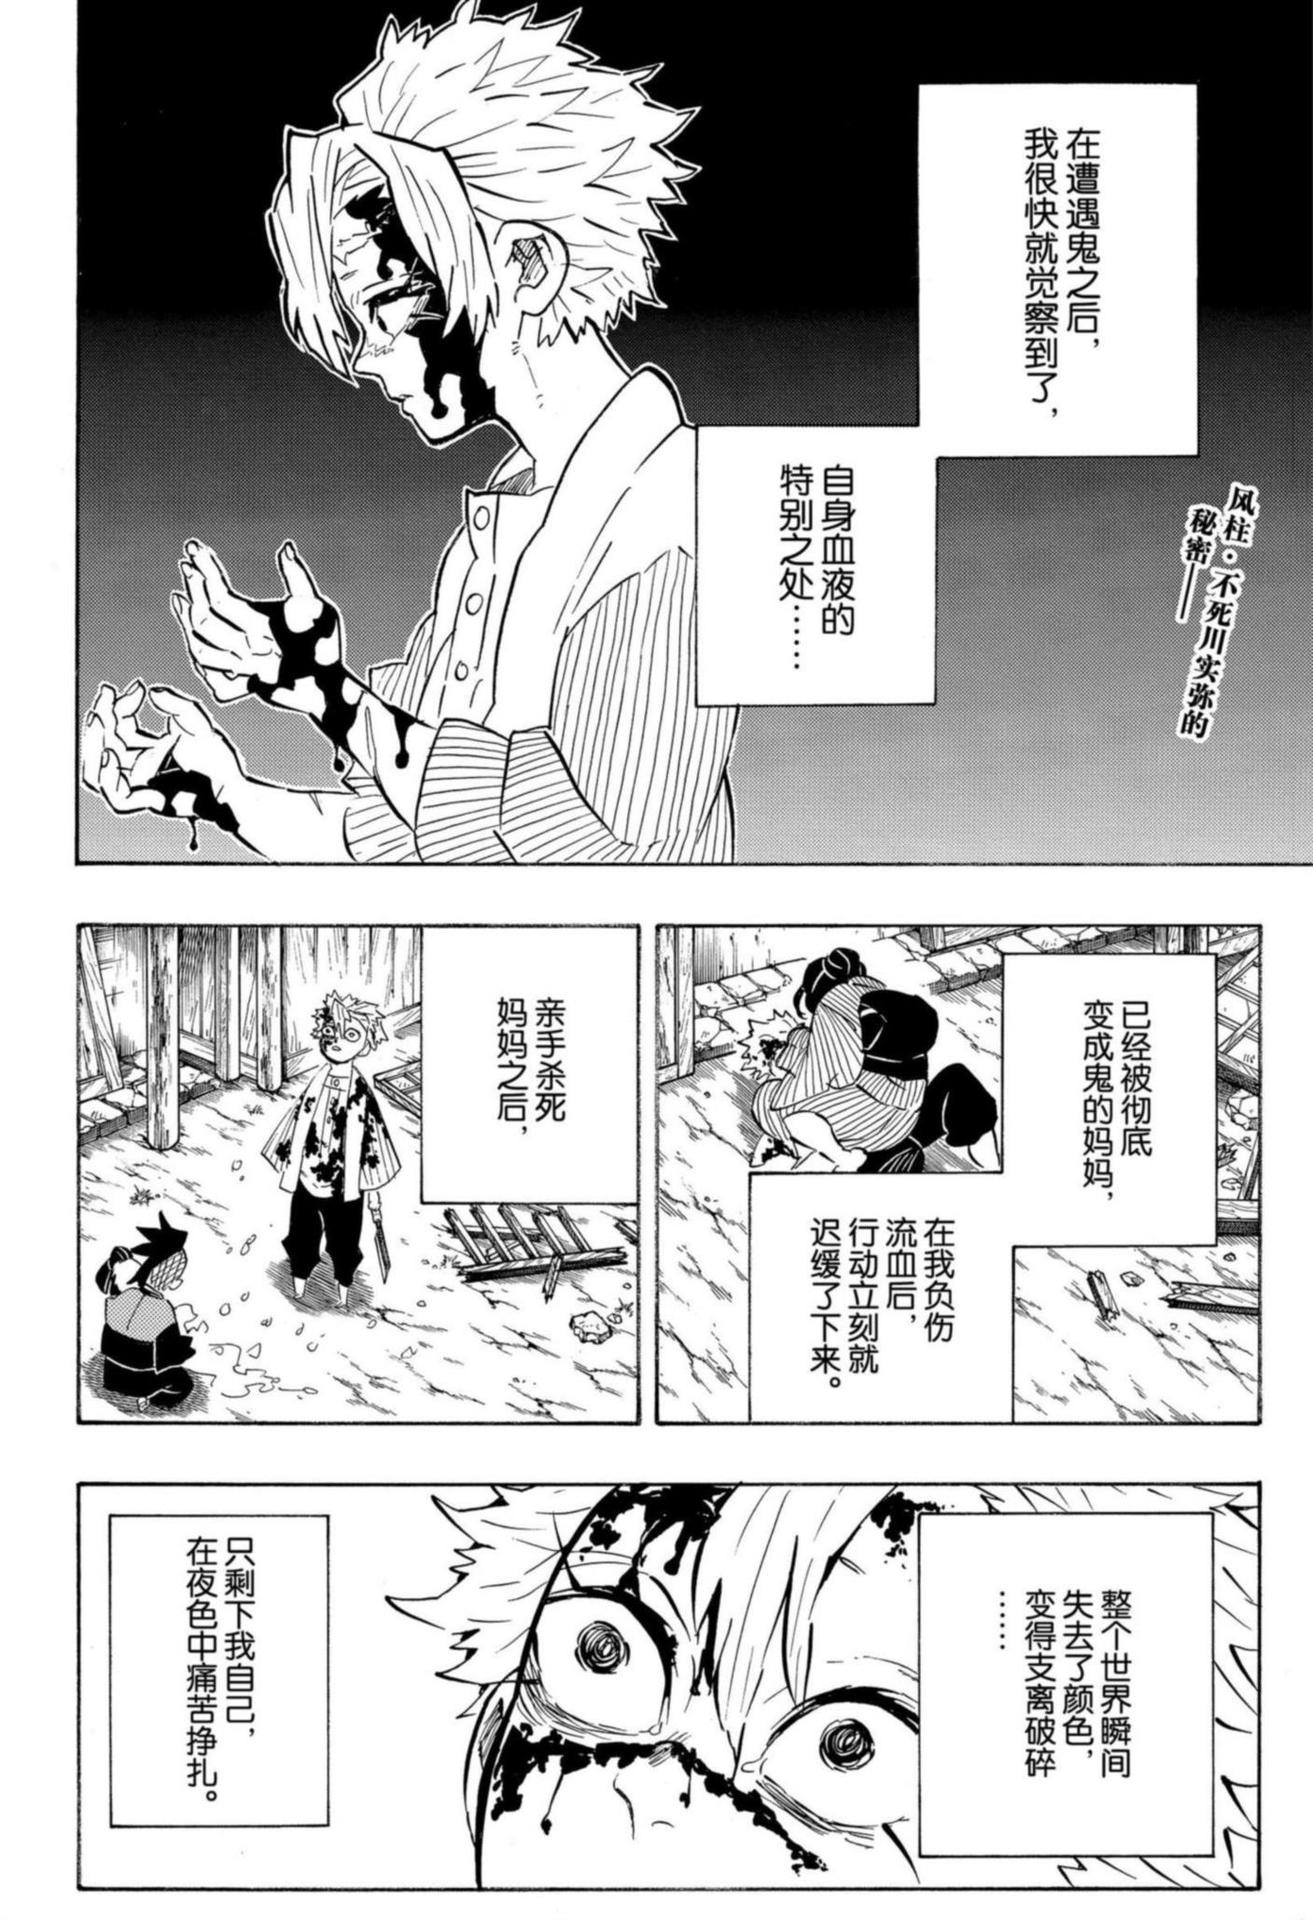 在遭遇鬼之后，
我很快就觉察到了，
自身血液的
特别之处……
风柱·不死川实弥的
秘密——
已经被彻底
变成鬼的妈妈，
在我负伤
流血后，
行动立刻就
迟缓了下来。
亲手杀死
妈妈之后，
整个世界瞬间
失去了颜色，
变得支离破碎
……
只剩下我自己，
在夜色中痛苦挣扎。